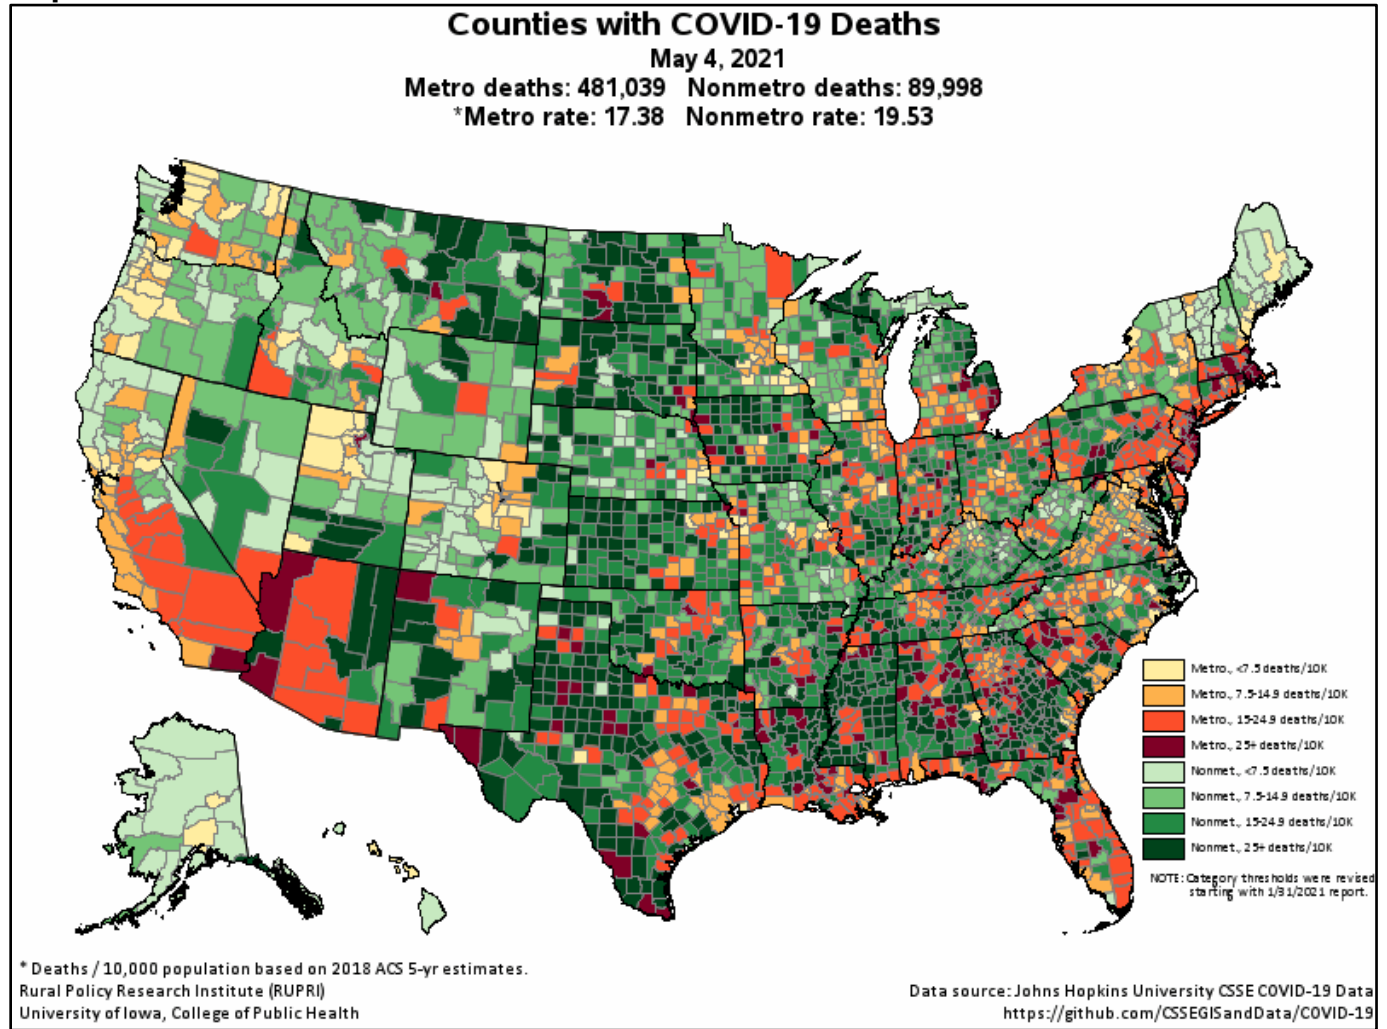 Counties with COVID-19 Deaths
May 4, 2021
Metro deaths: 481,039 Nonmetro deaths: 89,998
*Metro rate: 17.38 Nonmetro rate: 19.53
Metro., <7.5 deaths/10K
Metro., 7.5-14.9 deaths/10K
Metro., 15-24.9 deaths/10K
Metro., 25+ deaths/10K
Nonmet., <7.5 deaths/10K
Nonmet., 7.5-14.9 deaths/10K
Nonmet., 15-24.9 deaths/10K
Nonmet., 25+ deaths/10K
NOTE: Category thresholds were revised
starting with 1/31/2021 report.
* Deaths / 10,000 population based on 2018 ACS 5-yr estimates.
Rural Policy Research Institute (RUPRI)
University of Iowa, College of Public Health
Data source: Johns Hopkins University CSSE COVID-19 Data
https://github.com/CSSEGISandData/COVID-19